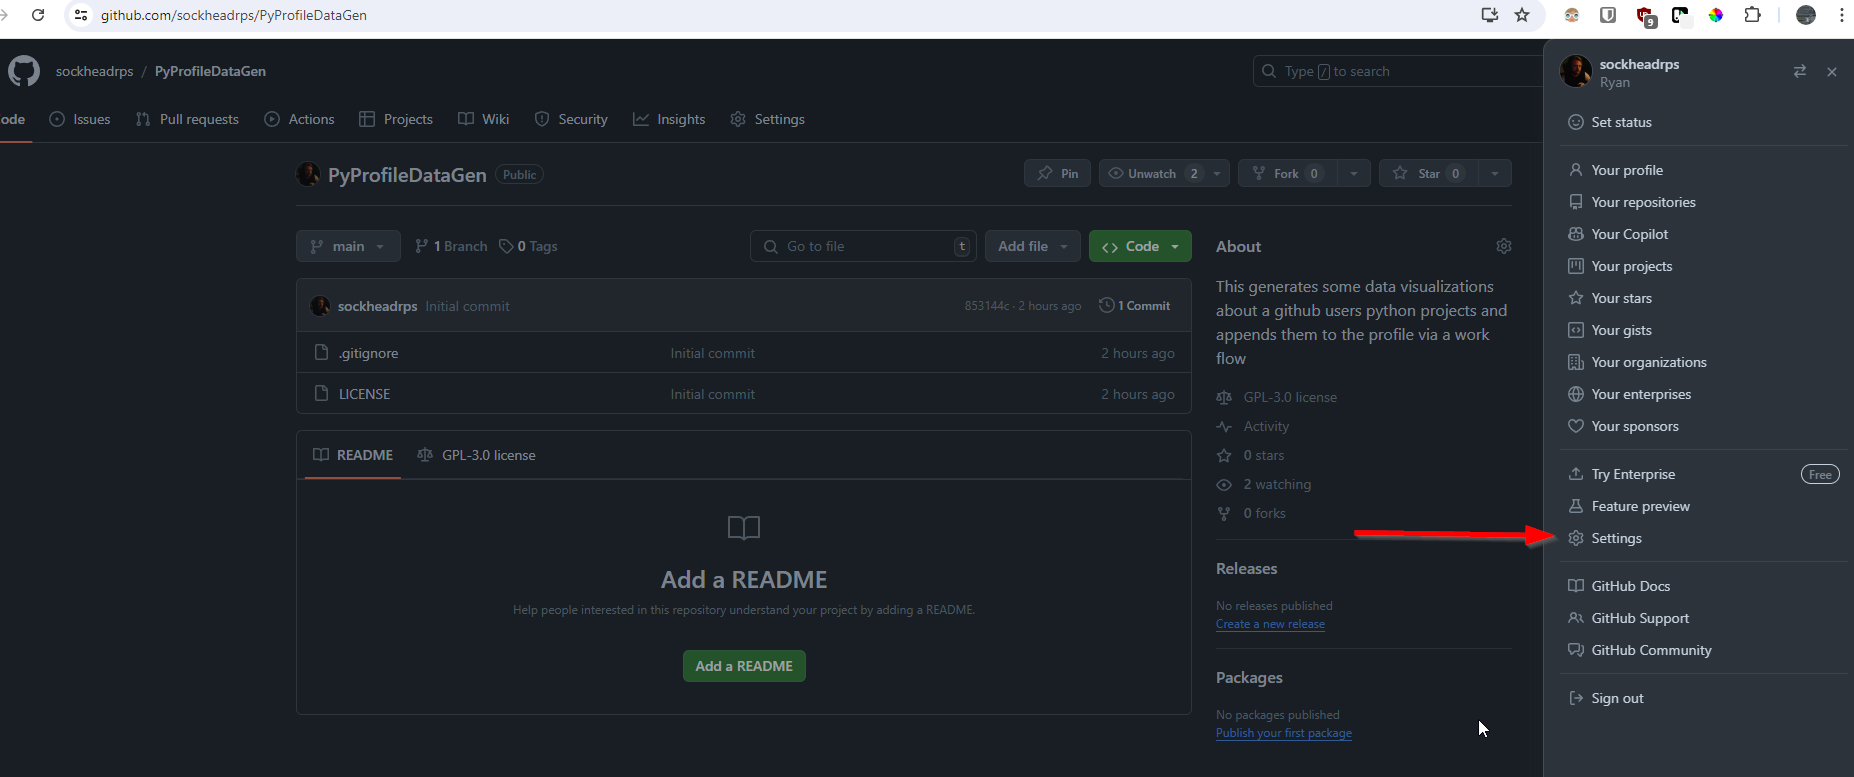 github.com/sockheadrps/PyProfileDataGen
9
sockheadrps / PyProfileDataGen
Type / to search
ode
Issues
Pull requests
Actions
Projects
Wiki
Security
Insights
Settings
PyProfileDataGen
Public
Pin
Unwatch 2
Fork 0
Star 0
main
1 Branch
0 Tags
Go to file
t
Add file
Code
sockheadrps Initial commit
853144c · 2 hours ago
1 Commit
.gitignore
Initial commit
2 hours ago
LICENSE
Initial commit
2 hours ago
README
GPL-3.0 license
Add a README
Help people interested in this repository understand your project by adding a README.
Add a README
About
This generates some data visualizations
about a github users python projects and
appends them to the profile via a work
flow
GPL-3.0 license
Activity
0 stars
2 watching
0 forks
Releases
No releases published
Create a new release
Packages
No packages published
Publish your first package
sockheadrps
Ryan
Set status
Your profile
Your repositories
Your Copilot
Your projects
Your stars
Your gists
Your organizations
Your enterprises
Your sponsors
Try Enterprise
Free
Feature preview
Settings
GitHub Docs
GitHub Support
GitHub Community
Sign out